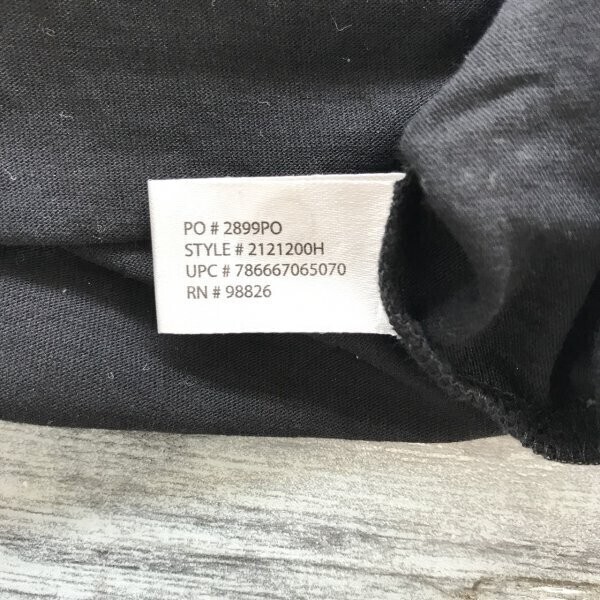 PO # 2899PO
STYLE # 2121200H
UPC # 786667065070
RN # 98826